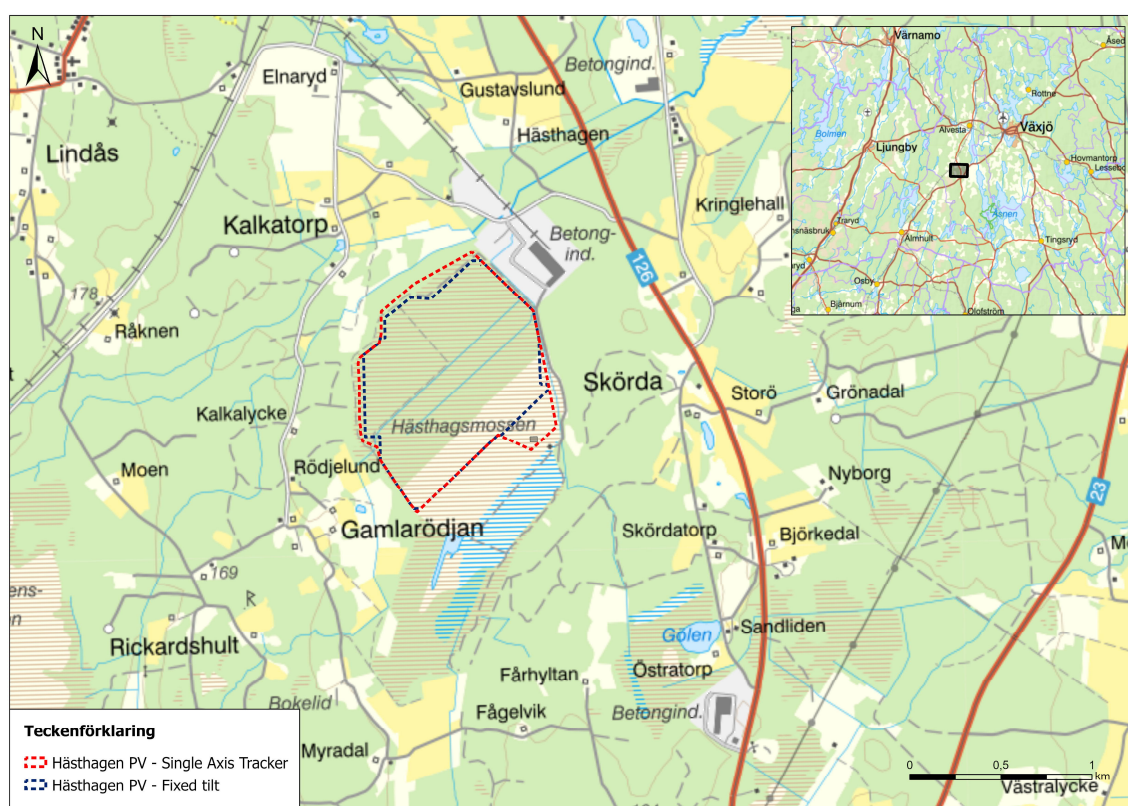 N
Elnaryd
Lindås
Kalkatorp
178
Råknen
Kalkalycke
Moen
Rödjelund
Gamlarödjan
169
Rickardshult
Bokelid
Myradal
Gustavslund
Hästhagen
Betongind.
Betong-
ind.
Kringlehall
126
Skörda
Storö
Grönadal
Hästhagsmossen
Nyborg
Skördatorp
Björkedal
23
Gölen
Sandliden
Östratorp
Fårhyltan
Fågelvik
Betongind.
Västralycke
Värnamo
Åsed
Rottne
Bolmen
Alvesta
Växjö
Ljungby
Hovmantorp
Lessebo
Traryd
Åsnen
nsnäsbruk
Älmhult
Tingsryd
ryd
Osby
Bjärnum
Olofström
ga
Teckenförklaring
Hästhagen PV - Single Axis Tracker
Hästhagen PV - Fixed tilt
0 0,5 1
km